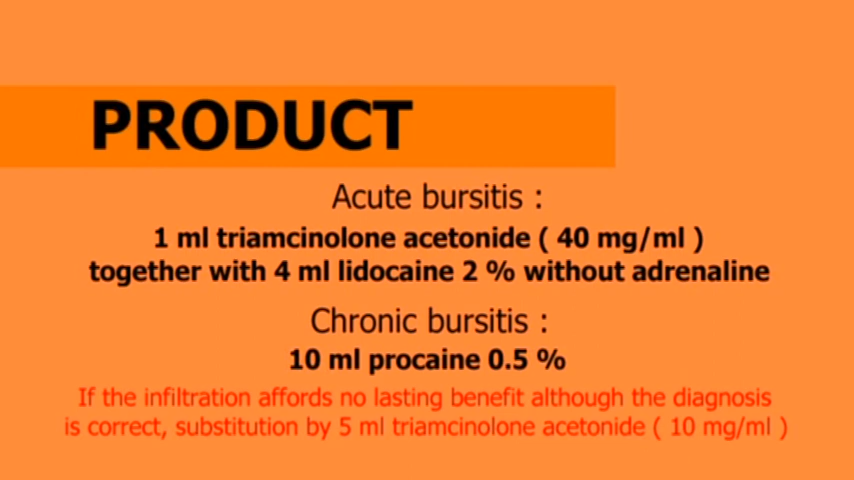 PRODUCT
Acute bursitis :
1 ml triamcinolone acetonide ( 40 mg/ml )
together with 4 ml lidocaine 2 % without adrenaline
Chronic bursitis :
10 ml procaine 0.5 %
If the infiltration affords no lasting benefit although the diagnosis
is correct, substitution by 5 ml triamcinolone acetonide ( 10 mg/ml )